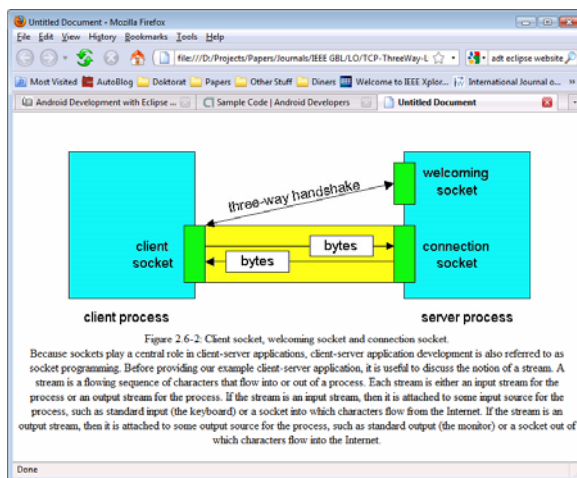 Untitled Document - Mozilla Firefox
File Edit View History Bookmarks Tools Help
file:///D:/Projects/Papers/Journals/IEEE GBL/LO/TCP-ThreeWay-L
adt eclipse website
Most Visited AutoBlog Doktorat Papers Other Stuff Diners Welcome to IEEE Xplor... International Journal o...
Android Development with Eclipse ... Sample Code | Android Developers Untitled Document
three-way handshake
welcoming
socket
client
socket
bytes
bytes
connection
socket
client process
server process
Figure 2.6-2: Client socket, welcoming socket and connection socket.
Because sockets play a central role in client-server applications, client-server application development is also referred to as
socket programming. Before providing our example client-server application, it is useful to discuss the notion of a stream. A
stream is a flowing sequence of characters that flow into or out of a process. Each stream is either an input stream for the
process or an output stream for the process. If the stream is an input stream, then it is attached to some input source for the
process, such as standard input (the keyboard) or a socket into which characters flow from the Internet. If the stream is an
output stream, then it is attached to some output source for the process, such as standard output (the monitor) or a socket out of
which characters flow into the Internet.
Done